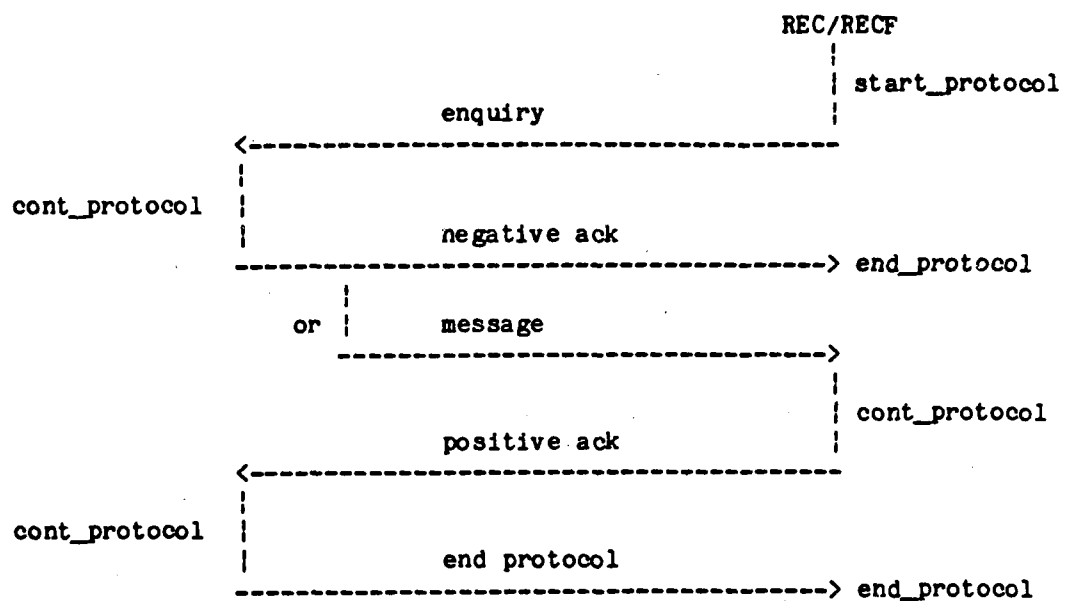 REC/RECF
start_protocol
enquiry
cont_protocol
negative ack
end_protocol
or message
cont_protocol
positive ack
cont_protocol
end protocol
end_protocol